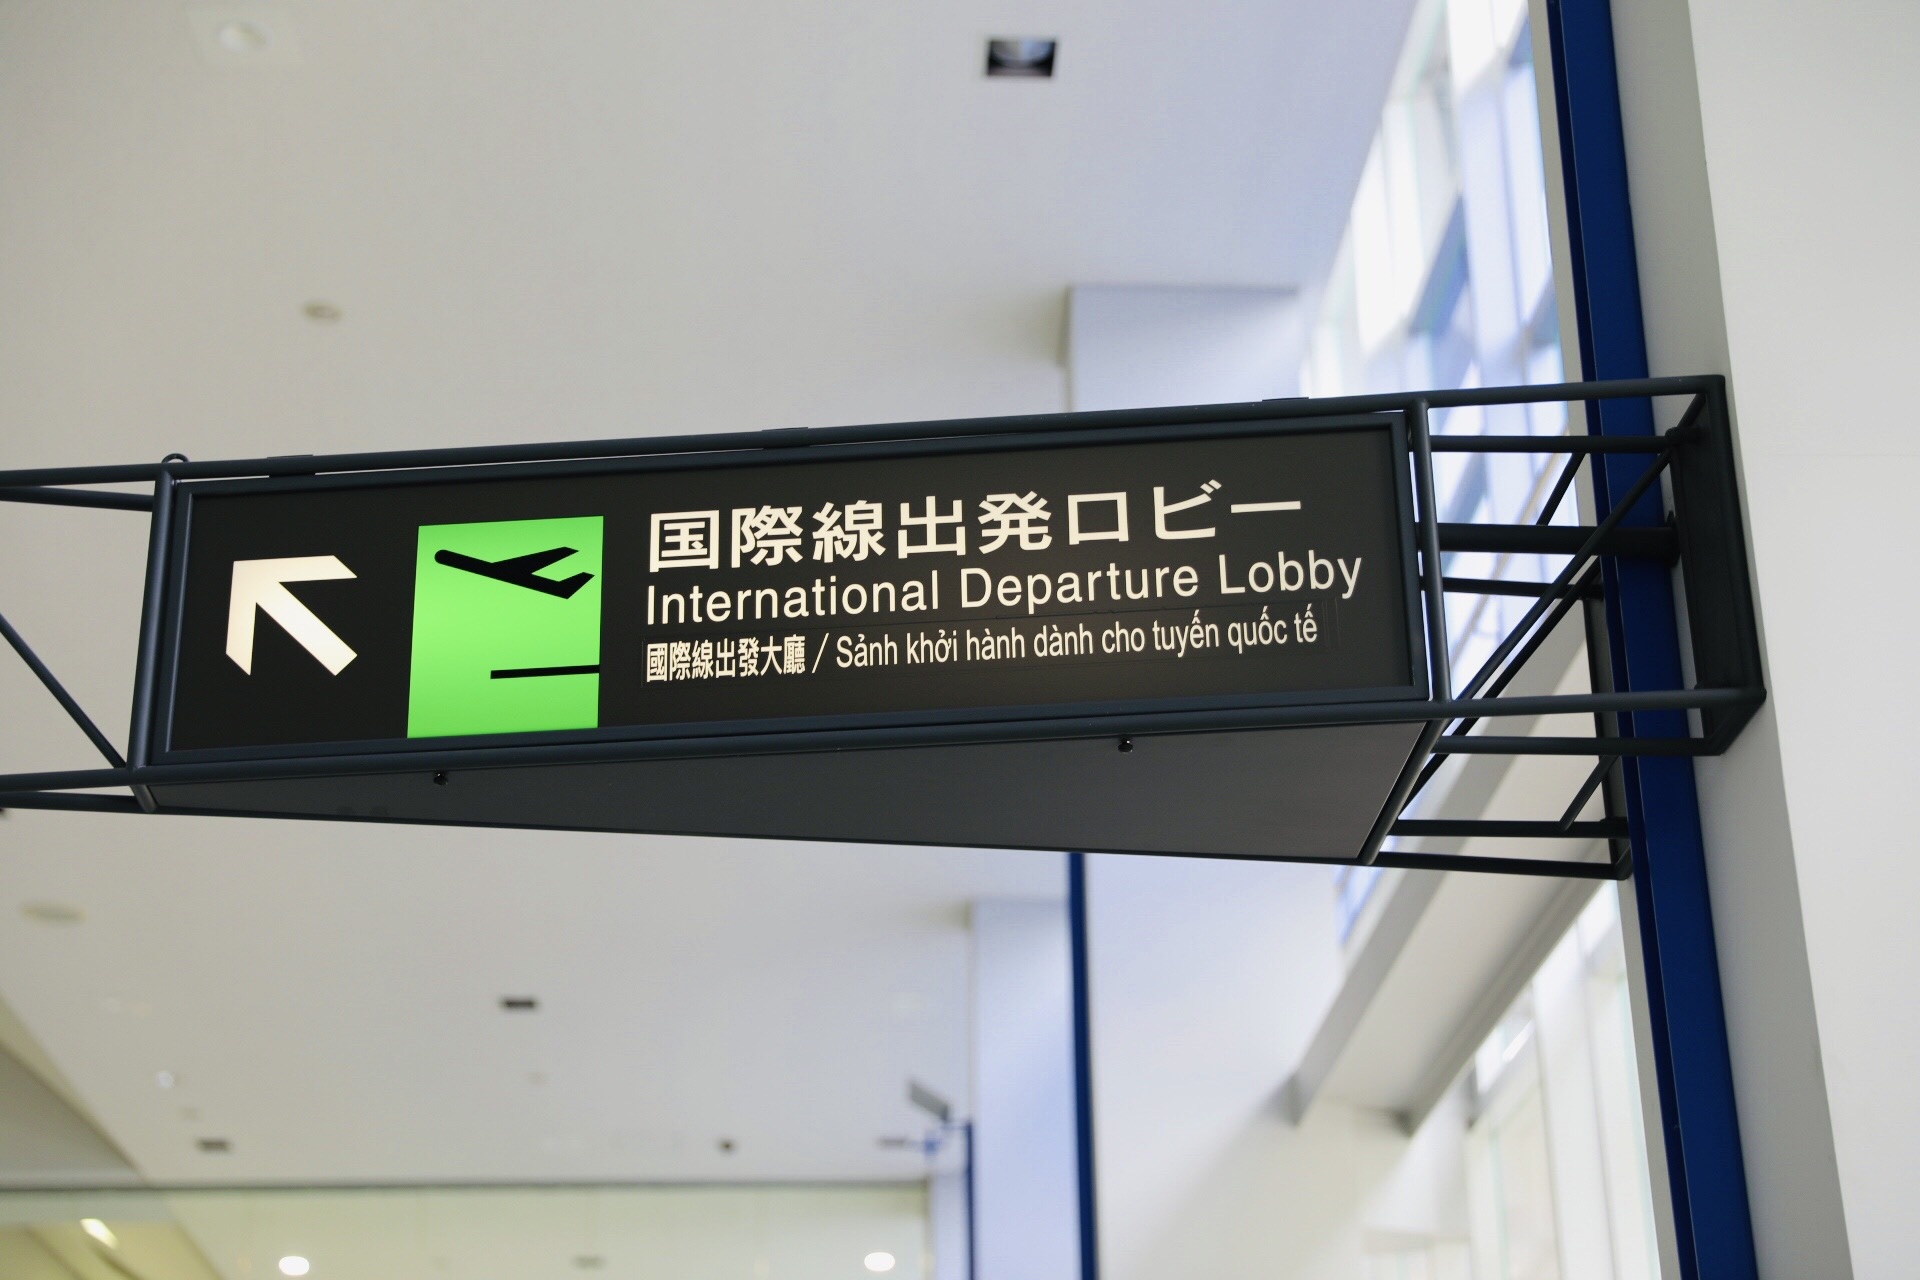 国際線出発ロビー
International Departure Lobby
國際線出發大廳 / Sảnh khởi hành dành cho tuyến quốc tế